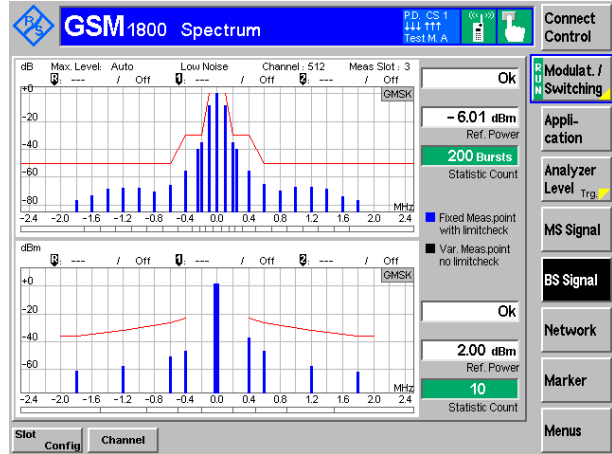 R&S
GSM 1800 Spectrum
P.D. CS 1
Test M. A
Connect
Control
dB Max. Level: Auto Low Noise Channel : 512 Meas Slot : 3
R: --- / Off 1: --- / Off 2: --- / Off
GMSK
+0
-20
-40
-60
-80
MHz
-2.4 -2.0 -1.6 -1.2 -0.8 -0.4 0.0 0.4 0.8 1.2 1.6 2.0 2.4
Ok
– 6.01 dBm
Ref. Power
200 Bursts
Statistic Count
Fixed Meas.point
with limitcheck
Var. Meas.point
no limitcheck
dBm
R: --- / Off 1: --- / Off 2: --- / Off
GMSK
+0
-20
-40
-60
MHz
-2.4 -2.0 -1.6 -1.2 -0.8 -0.4 0.0 0.4 0.8 1.2 1.6 2.0 2.4
Ok
2.00 dBm
Ref. Power
10
Statistic Count
RUN
Modulat. /
Switching
Appli-
cation
Analyzer
Level Trg.
MS Signal
BS Signal
Network
Marker
Menus
Slot
Config
Channel